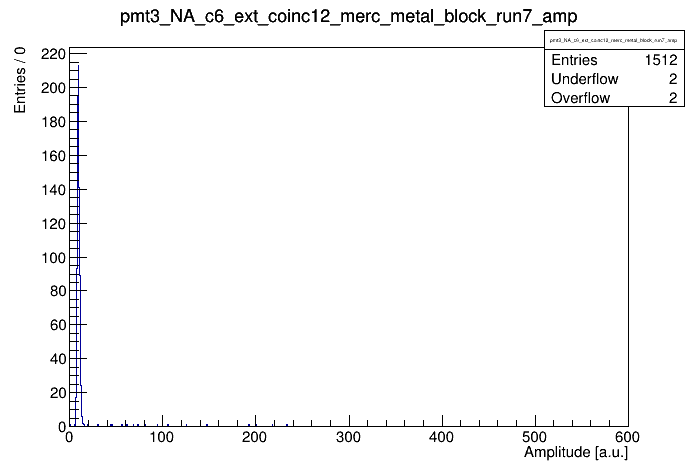 pmt3_NA_c6_ext_coinc12_merc_metal_block_run7_amp
pmt3_NA_c6_ext_coinc12_merc_metal_block_run7_amp
Entries 1512
Underflow 2
Overflow 2
Entries / 0
220
200
180
160
140
120
100
80
60
40
20
0
0 100 200 300 400 500 600
Amplitude [a.u.]